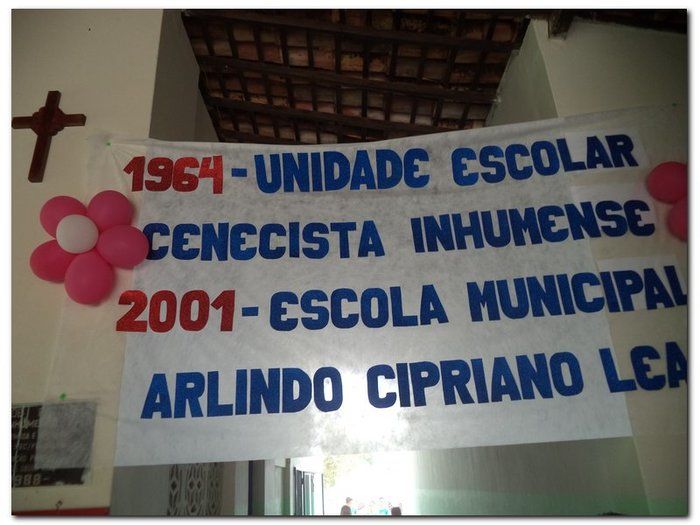 1964-UNIDADE ESCOLAR
CENECISTA INHUMENSE
2001-ESCOLA MUNICIPAL
ARLINDO CIPRIANO LEA